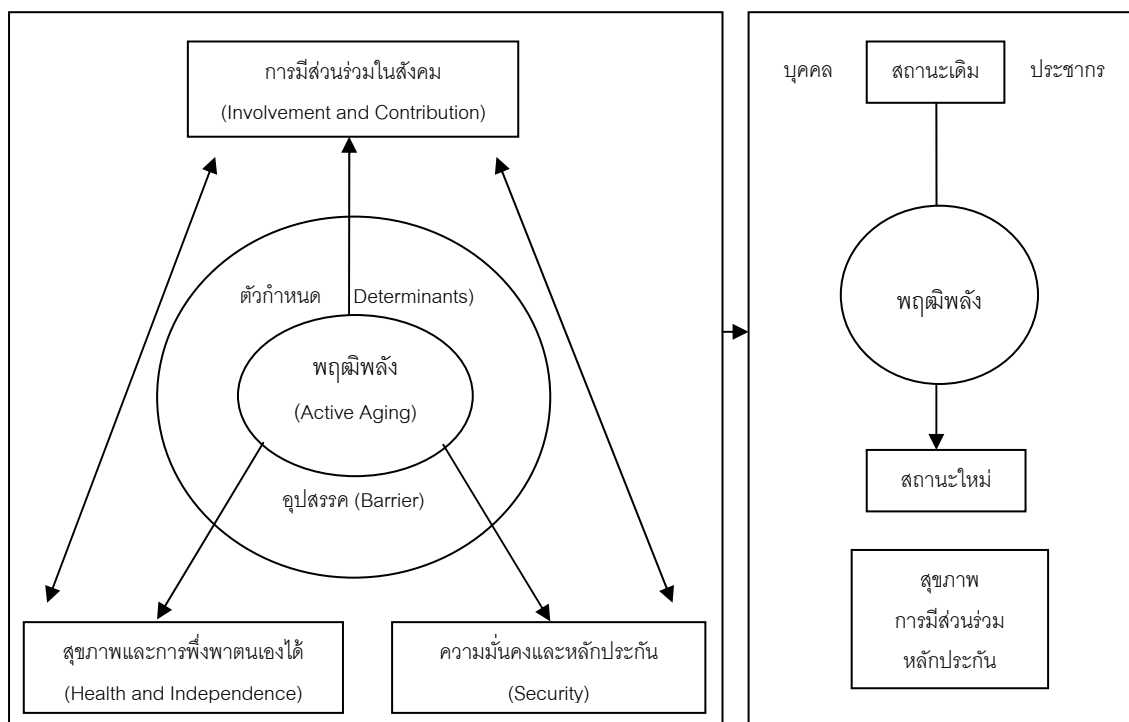 การมีส่วนร่วมในสังคม
(Involvement and Contribution)
ตัวกำหนด Determinants)
พฤฒิพลัง
(Active Aging)
อุปสรรค (Barrier)
สุขภาพและการพึ่งพาตนเองได้
(Health and Independence)
ความมั่นคงและหลักประกัน
(Security)
บุคคล สถานะเดิม ประชากร
พฤฒิพลัง
สถานะใหม่
สุขภาพ
การมีส่วนร่วม
หลักประกัน